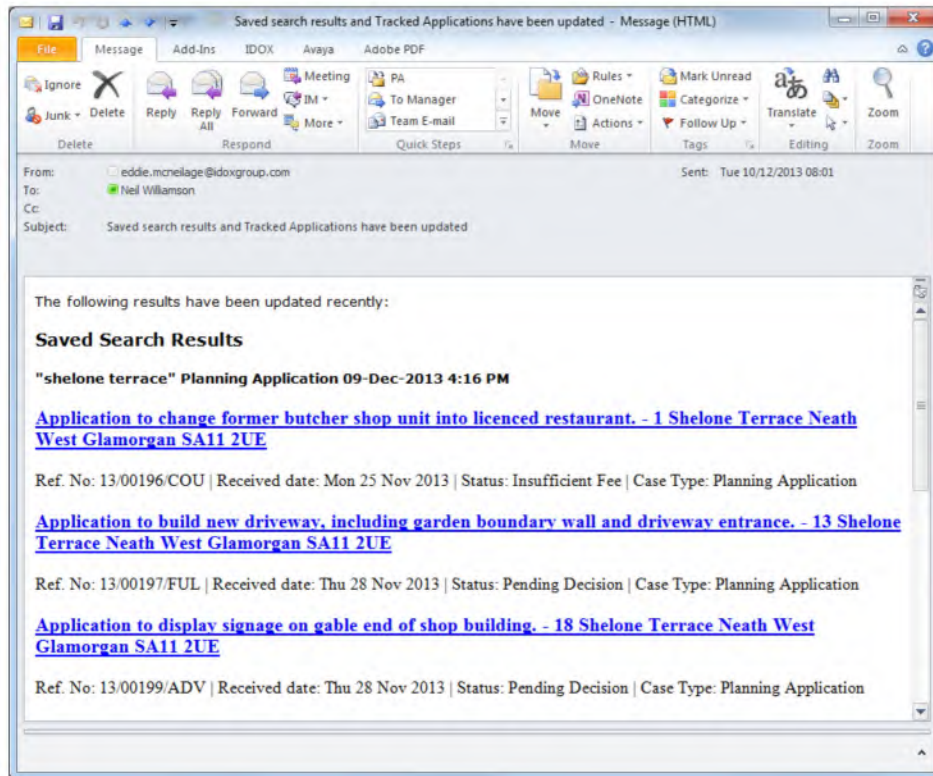 Saved search results and Tracked Applications have been updated - Message (HTML)
File Message Add-Ins IDOX Avaya Adobe PDF
Ignore
Junk
Delete
Delete
Reply
Reply All
Forward
Meeting
IM
More
Respond
PA
To Manager
Team E-mail
Quick Steps
Move
Rules
OneNote
Actions
Move
Mark Unread
Categorize
Follow Up
Tags
Translate
Editing
Zoom
Zoom
From: eddie.mcneilage@idoxgroup.com Sent: Tue 10/12/2013 08:01
To: Neil Williamson
Cc:
Subject: Saved search results and Tracked Applications have been updated
The following results have been updated recently:
Saved Search Results
"shelone terrace" Planning Application 09-Dec-2013 4:16 PM
Application to change former butcher shop unit into licenced restaurant. - 1 Shelone Terrace Neath
West Glamorgan SA11 2UE
Ref. No: 13/00196/COU | Received date: Mon 25 Nov 2013 | Status: Insufficient Fee | Case Type: Planning Application
Application to build new driveway, including garden boundary wall and driveway entrance. - 13 Shelone
Terrace Neath West Glamorgan SA11 2UE
Ref. No: 13/00197/FUL | Received date: Thu 28 Nov 2013 | Status: Pending Decision | Case Type: Planning Application
Application to display signage on gable end of shop building. - 18 Shelone Terrace Neath West
Glamorgan SA11 2UE
Ref. No: 13/00199/ADV | Received date: Thu 28 Nov 2013 | Status: Pending Decision | Case Type: Planning Application